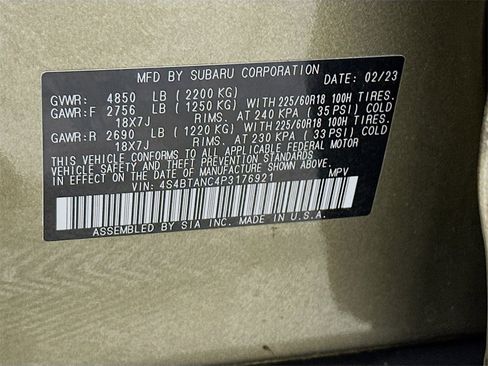 MFD BY SUBARU CORPORATION DATE: 02/23
GVWR: 4850 LB (2200 KG)
GAWR:F 2756 LB (1250 KG) WITH 225/60R18 100H TIRES.
18X7J RIMS. AT 240 KPA (35 PSI) COLD
GAWR:R 2690 LB (1220 KG) WITH 225/60R18 100H TIRES.
18X7J RIMS. AT 230 KPA (33 PSI) COLD
THIS VEHICLE CONFORMS TO ALL APPLICABLE FEDERAL MOTOR
VEHICLE SAFETY AND THEFT PREVENTION STANDARDS
IN EFFECT ON THE DATE OF MANUFACTURE SHOWN ABOVE.
VIN: 4S4BTANC4P3176921 MPV
ASSEMBLED BY SIA INC. MADE IN U.S.A.